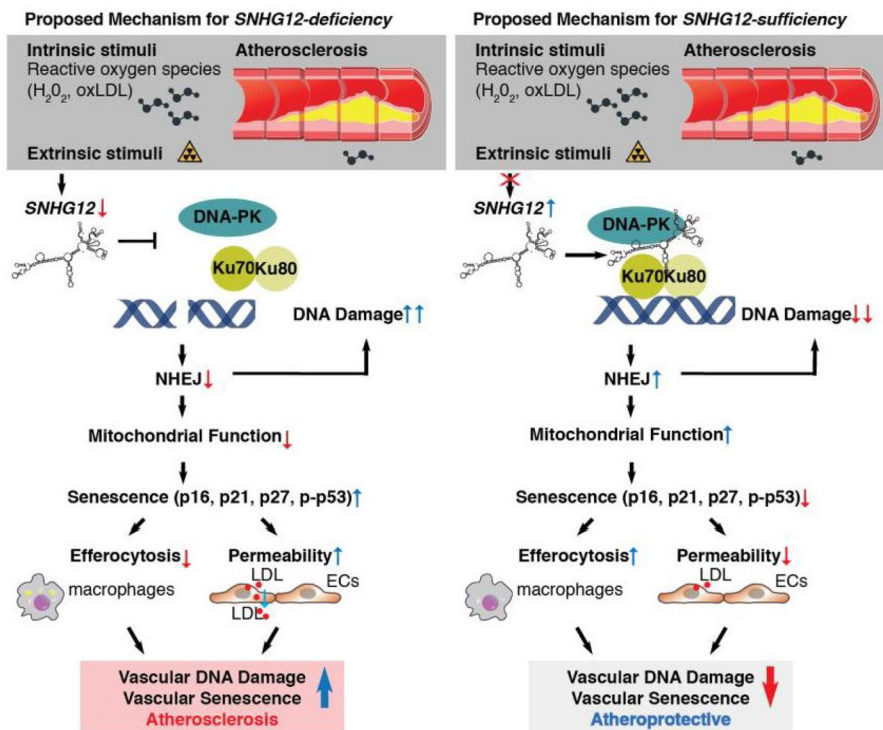 Proposed Mechanism for SNHG12-deficiency
Intrinsic stimuli
Reactive oxygen species
(H₂0₂, oxLDL)
Atherosclerosis
Extrinsic stimuli
SNHG12↓
DNA-PK
Ku70 Ku80
DNA Damage↑↑
NHEJ↓
Mitochondrial Function↓
Senescence (p16, p21, p27, p-p53)↑
Efferocytosis↓
macrophages
Permeability↑
LDL
ECs
LDL
Vascular DNA Damage
Vascular Senescence
Atherosclerosis
Proposed Mechanism for SNHG12-sufficiency
Intrinsic stimuli
Reactive oxygen species
(H₂0₂, oxLDL)
Atherosclerosis
Extrinsic stimuli
SNHG12↑
DNA-PK
Ku70 Ku80
DNA Damage↓↓
NHEJ↑
Mitochondrial Function↑
Senescence (p16, p21, p27, p-p53)↓
Efferocytosis↑
macrophages
Permeability↓
LDL
ECs
Vascular DNA Damage
Vascular Senescence
Atheroprotective